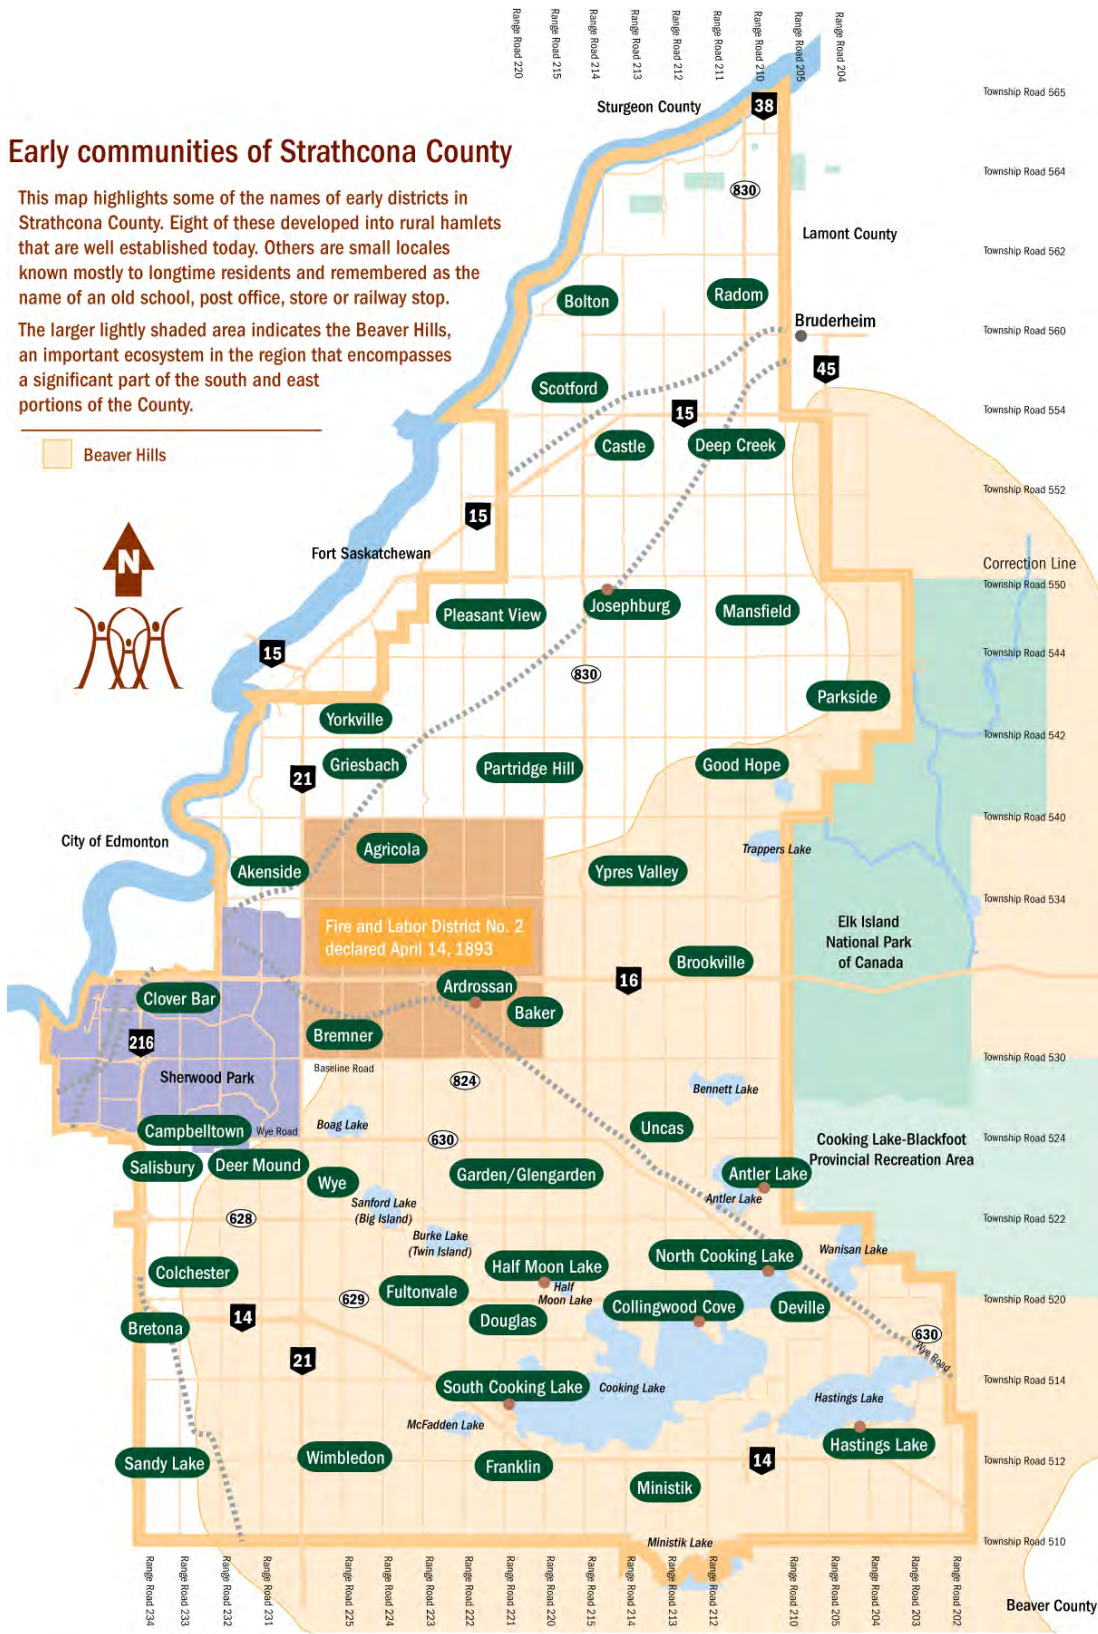 Range Road 220
Range Road 215
Range Road 214
Range Road 213
Range Road 212
Range Road 211
Range Road 210
Range Road 205
Range Road 204
Township Road 565
Sturgeon County
38
Early communities of Strathcona County
This map highlights some of the names of early districts in
Strathcona County. Eight of these developed into rural hamlets
that are well established today. Others are small locales
known mostly to longtime residents and remembered as the
name of an old school, post office, store or railway stop.
The larger lightly shaded area indicates the Beaver Hills,
an important ecosystem in the region that encompasses
a significant part of the south and east
portions of the County.
Beaver Hills
Township Road 564
830
Lamont County
Township Road 562
Bolton
Radom
Bruderheim
Township Road 560
45
Scotford
15
Township Road 554
Castle
Deep Creek
Township Road 552
15
Fort Saskatchewan
N
Correction Line
Township Road 550
Pleasant View
Josephburg
Mansfield
15
Township Road 544
830
Parkside
Yorkville
Township Road 542
Griesbach
Partridge Hill
Good Hope
21
Township Road 540
City of Edmonton
Agricola
Trappers Lake
Akenside
Ypres Valley
Township Road 534
Fire and Labor District No. 2
declared April 14, 1893
Elk Island
National Park
of Canada
Brookville
16
Ardrossan
Clover Bar
Baker
Bremner
216
Township Road 530
Baseline Road
Sherwood Park
824
Bennett Lake
Boag Lake
Uncas
Campbelltown
Wye Road
630
Cooking Lake-Blackfoot
Provincial Recreation Area
Township Road 524
Salisbury
Deer Mound
Wye
Garden/Glengarden
Antler Lake
Antler Lake
Sanford Lake
(Big Island)
628
Township Road 522
Burke Lake
(Twin Island)
Wanisan Lake
North Cooking Lake
Colchester
Half Moon Lake
Half
Moon Lake
Fultonvale
629
Collingwood Cove
Deville
Township Road 520
14
Douglas
Bretona
630
Wye Road
21
Township Road 514
South Cooking Lake
Cooking Lake
Hastings Lake
McFadden Lake
Hastings Lake
Sandy Lake
Wimbledon
Franklin
14
Township Road 512
Ministik
Ministik Lake
Township Road 510
Range Road 234
Range Road 233
Range Road 232
Range Road 231
Range Road 225
Range Road 224
Range Road 223
Range Road 222
Range Road 221
Range Road 220
Range Road 215
Range Road 214
Range Road 213
Range Road 212
Range Road 210
Range Road 205
Range Road 204
Range Road 203
Range Road 202
Beaver County